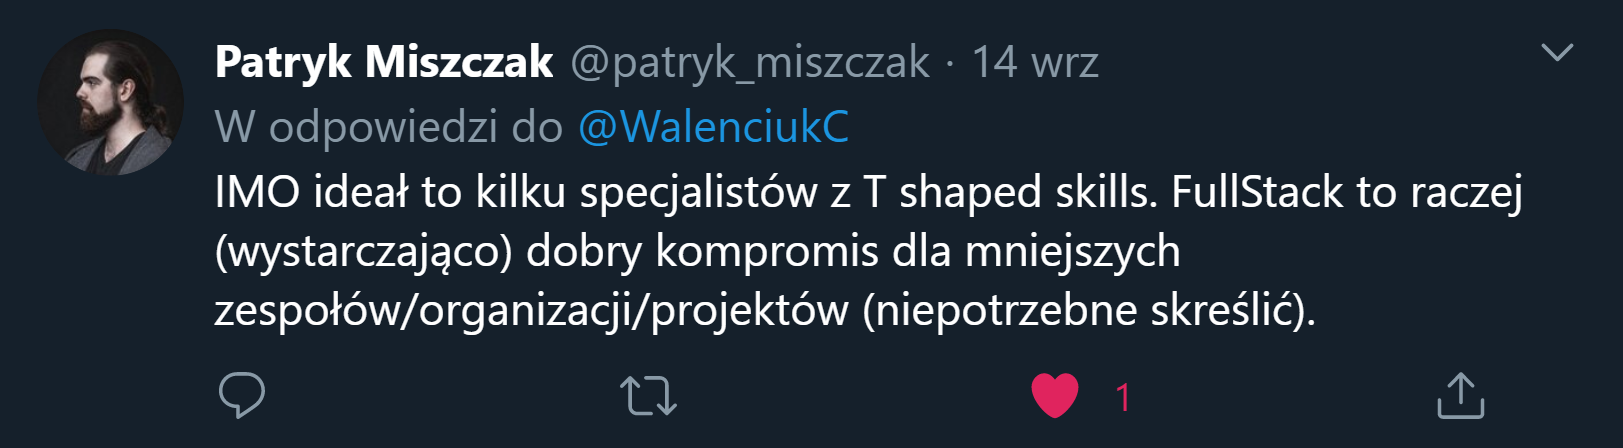 Patryk Miszczak @patryk_miszczak · 14 wrz
W odpowiedzi do @WalenciukC
IMO ideał to kilku specjalistów z T shaped skills. FullStack to raczej
(wystarczająco) dobry kompromis dla mniejszych
zespołów/organizacji/projektów (niepotrzebne skreślić).
1